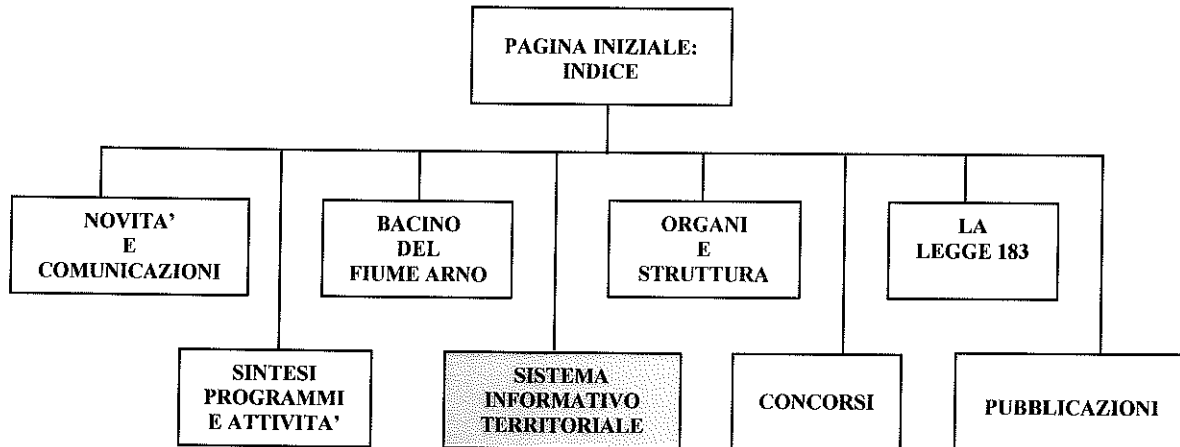 PAGINA INIZIALE:
INDICE
NOVITA'
E
COMUNICAZIONI
BACINO
DEL
FIUME ARNO
ORGANI
E
STRUTTURA
LA
LEGGE 183
SINTESI
PROGRAMMI
E ATTIVITA'
SISTEMA
INFORMATIVO
TERRITORIALE
CONCORSI
PUBBLICAZIONI